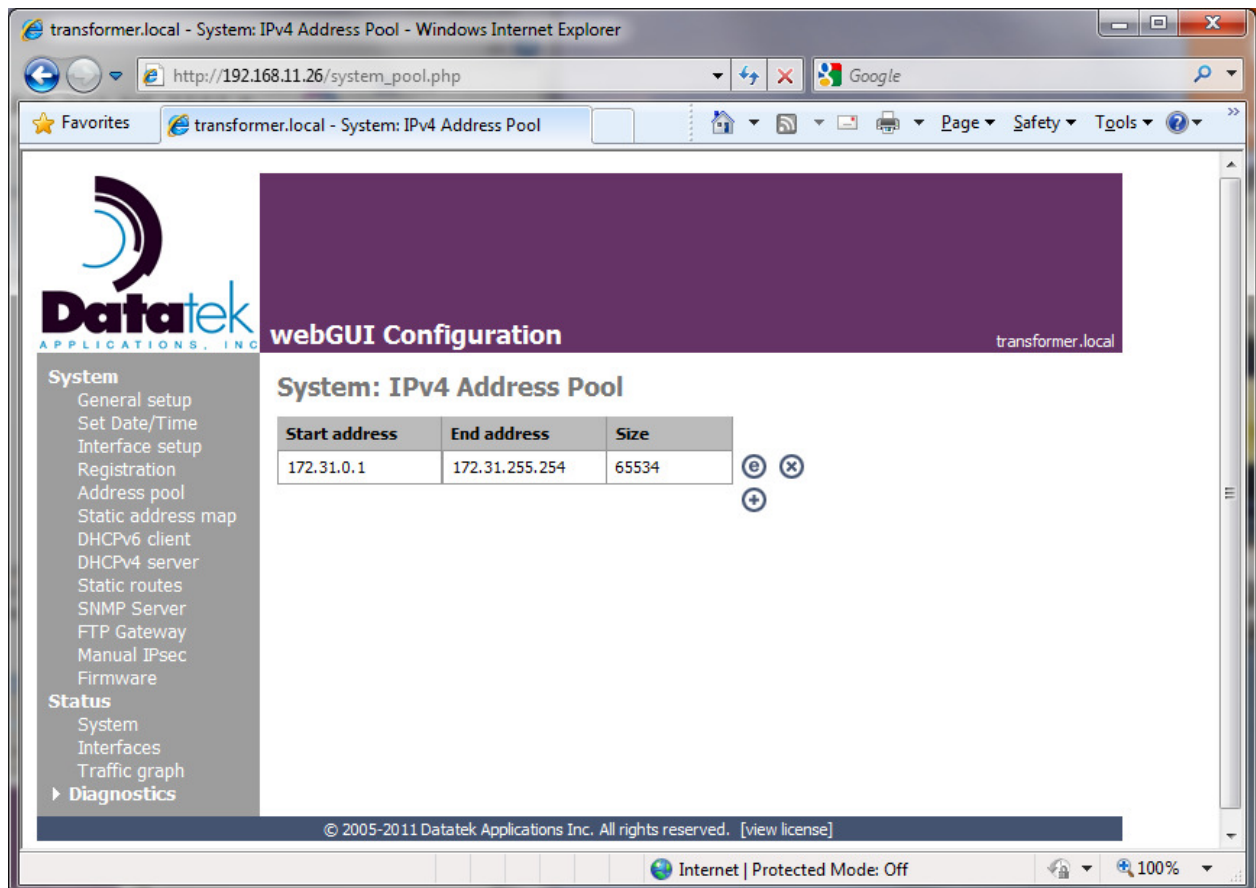 transformer.local - System: IPv4 Address Pool - Windows Internet Explorer
http://192.168.11.26/system_pool.php
Google
Favorites
transformer.local - System: IPv4 Address Pool
Page
Safety
Tools
»
Datatek
APPLICATIONS, INC
webGUI Configuration
transformer.local
System
General setup
Set Date/Time
Interface setup
Registration
Address pool
Static address map
DHCPv6 client
DHCPv4 server
Static routes
SNMP Server
FTP Gateway
Manual IPsec
Firmware
Status
System
Interfaces
Traffic graph
Diagnostics
System: IPv4 Address Pool
Start address End address Size
172.31.0.1 172.31.255.254 65534
© 2005-2011 Datatek Applications Inc. All rights reserved. [view license]
Internet | Protected Mode: Off
100%